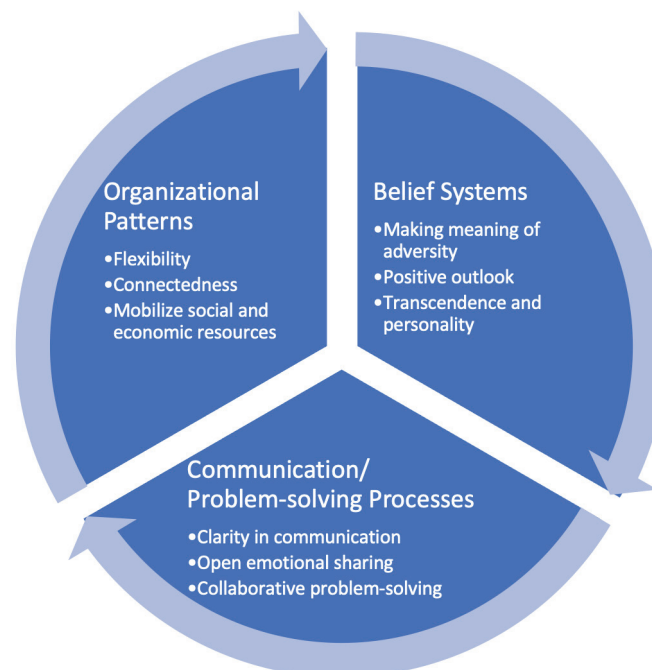 Organizational
Patterns
•Flexibility
•Connectedness
•Mobilize social and
economic resources
Belief Systems
•Making meaning of
adversity
•Positive outlook
•Transcendence and
personality
Communication/
Problem-solving Processes
•Clarity in communication
•Open emotional sharing
•Collaborative problem-solving